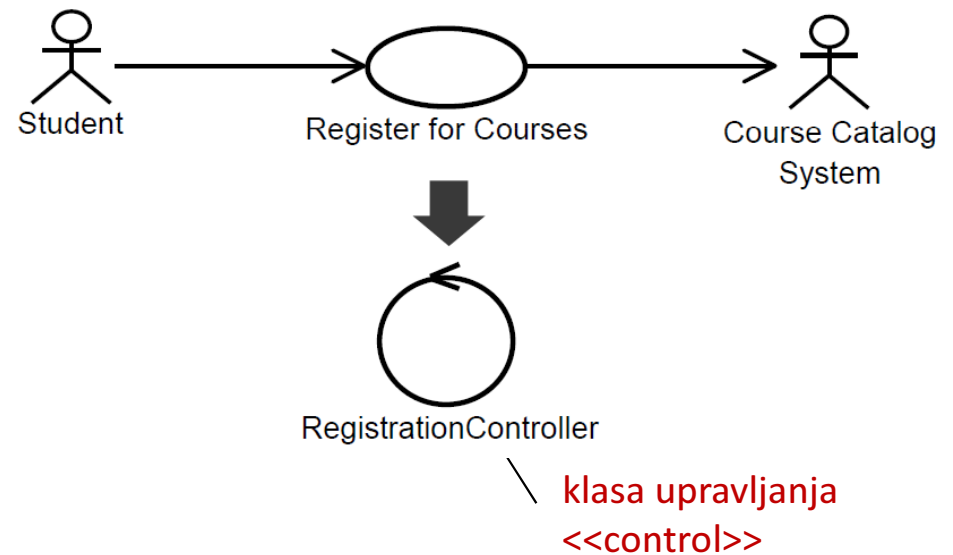 Student
Register for Courses
Course Catalog
System
RegistrationController
klasa upravljanja
<<control>>